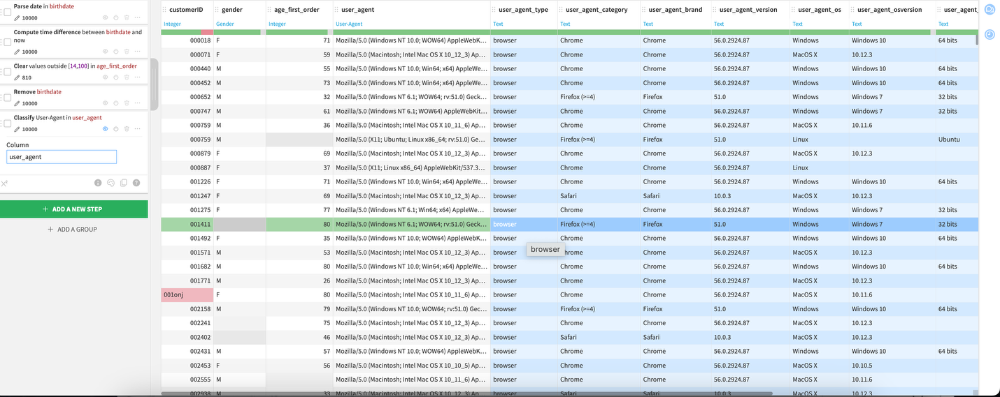 Parse date in birthdate
10000
Compute time difference between birthdate and
now
10000
Clear values outside [14,100] in age_first_order
810
Remove birthdate
10000
Classify User-Agent in user_agent
10000
Column
user_agent
+ ADD A NEW STEP
+ ADD A GROUP
customerID gender age_first_order user_agent user_agent_type user_agent_category user_agent_brand user_agent_version user_agent_os user_agent_osversion user_agent_
Integer Gender Integer User-Agent Text Text Text Text Text Text Text
000018 F 71 Mozilla/5.0 (Windows NT 10.0; WOW64) AppleWebK... browser Chrome Chrome 56.0.2924.87 Windows Windows 10 64 bits
000071 F 59 Mozilla/5.0 (Macintosh; Intel Mac OS X 10_12_3) Ap... browser Chrome Chrome 56.0.2924.87 MacOS X 10.12.3
000440 M 55 Mozilla/5.0 (Windows NT 10.0; Win64; x64) AppleWe... browser Chrome Chrome 56.0.2924.87 Windows Windows 10 64 bits
000452 M 73 Mozilla/5.0 (Windows NT 10.0; Win64; x64) AppleWe... browser Chrome Chrome 56.0.2924.87 Windows Windows 10 64 bits
000652 M 32 Mozilla/5.0 (Windows NT 6.1; WOW64; rv:51.0) Geck... browser Firefox (>=4) Firefox 51.0 Windows Windows 7 32 bits
000747 M 61 Mozilla/5.0 (Windows NT 6.1; WOW64) AppleWebKit... browser Chrome Chrome 56.0.2924.87 Windows Windows 7 32 bits
000759 M 36 Mozilla/5.0 (Macintosh; Intel Mac OS X 10_11_6) Ap... browser Chrome Chrome 56.0.2924.87 MacOS X 10.11.6
000759 M Mozilla/5.0 (X11; Ubuntu; Linux x86_64; rv:51.0) Ge... browser Firefox (>=4) Firefox 51.0 Linux Ubuntu
000879 F 69 Mozilla/5.0 (Macintosh; Intel Mac OS X 10_12_3) Ap... browser Chrome Chrome 56.0.2924.87 MacOS X 10.12.3
000887 F 37 Mozilla/5.0 (X11; Linux x86_64) AppleWebKit/537.3... browser Chrome Chrome 56.0.2924.87 Linux
001226 F 71 Mozilla/5.0 (Windows NT 10.0; Win64; x64) AppleWe... browser Chrome Chrome 56.0.2924.87 Windows Windows 10 64 bits
001247 F 69 Mozilla/5.0 (Macintosh; Intel Mac OS X 10_12_3) Ap... browser Safari Safari 10.0.3 MacOS X 10.12.3
001275 F 77 Mozilla/5.0 (Windows NT 6.1; Win64; x64) AppleWe... browser Chrome Chrome 56.0.2924.87 Windows Windows 7 32 bits
001411 80 Mozilla/5.0 (Windows NT 6.1; WOW64; rv:51.0) Geck... browser Firefox (>=4) Firefox 51.0 Windows Windows 7 32 bits
001492 F 35 Mozilla/5.0 (Windows NT 10.0; WOW64) AppleWebK... browser Chrome Chrome 56.0.2924.87 Windows Windows 10 64 bits
browser
001571 M 53 Mozilla/5.0 (Macintosh; Intel Mac OS X 10_12_3) Ap... browser Chrome Chrome 56.0.2924.87 MacOS X 10.12.3
001682 M 80 Mozilla/5.0 (Windows NT 10.0; Win64; x64) AppleWe... browser Chrome Chrome 56.0.2924.87 Windows Windows 10 64 bits
001771 M 26 Mozilla/5.0 (Macintosh; Intel Mac OS X 10_12_3) Ap... browser Chrome Chrome 56.0.2924.87 MacOS X 10.12.3
001onj F 80 Mozilla/5.0 (Macintosh; Intel Mac OS X 10_11_6) Ap... browser Chrome Chrome 56.0.2924.87 MacOS X 10.11.6
002158 M 79 Mozilla/5.0 (Windows NT 10.0; WOW64; rv:51.0) Gec... browser Firefox (>=4) Firefox 51.0 Windows Windows 10 64 bits
002241 75 Mozilla/5.0 (Macintosh; Intel Mac OS X 10_12_3) Ap... browser Chrome Chrome 56.0.2924.87 MacOS X 10.12.3
002402 46 Mozilla/5.0 (Macintosh; Intel Mac OS X 10_12_3) Ap... browser Safari Safari 10.0.3 MacOS X 10.12.3
002431 M 57 Mozilla/5.0 (Windows NT 10.0; WOW64) AppleWebK... browser Chrome Chrome 56.0.2924.87 Windows Windows 10 64 bits
002453 F 56 Mozilla/5.0 (Macintosh; Intel Mac OS X 10_10_5) Ap... browser Chrome Chrome 56.0.2924.87 MacOS X 10.10.5
002555 M Mozilla/5.0 (Macintosh; Intel Mac OS X 10_11_6) Ap... browser Chrome Chrome 56.0.2924.87 MacOS X 10.11.6
002938 M 33 Mozilla/5.0 (Macintosh; Intel Mac OS X 10_12_3) Ap... browser Safari Safari 10.0.3 MacOS X 10.12.3